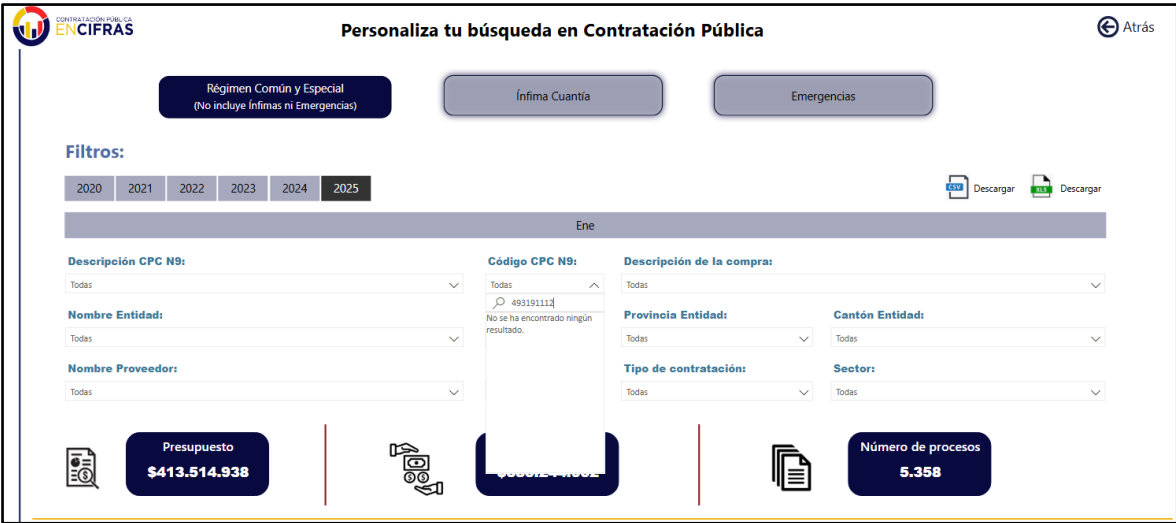 CONTRATACIÓN PÚBLICA
ENCIFRAS
Personaliza tu búsqueda en Contratación Pública
Atrás
Régimen Común y Especial
(No incluye Ínfimas ni Emergencias)
Ínfima Cuantía
Emergencias
Filtros:
2020 2021 2022 2023 2024 2025
CSV Descargar XLS Descargar
Ene
Descripción CPC N9: Código CPC N9: Descripción de la compra:
Todas Todas Todas
493191112
No se ha encontrado ningún
resultado.
Nombre Entidad: Provincia Entidad: Cantón Entidad:
Todas Todas Todas
Nombre Proveedor: Tipo de contratación: Sector:
Todas Todas Todas
Presupuesto
$413.514.938
Número de procesos
5.358